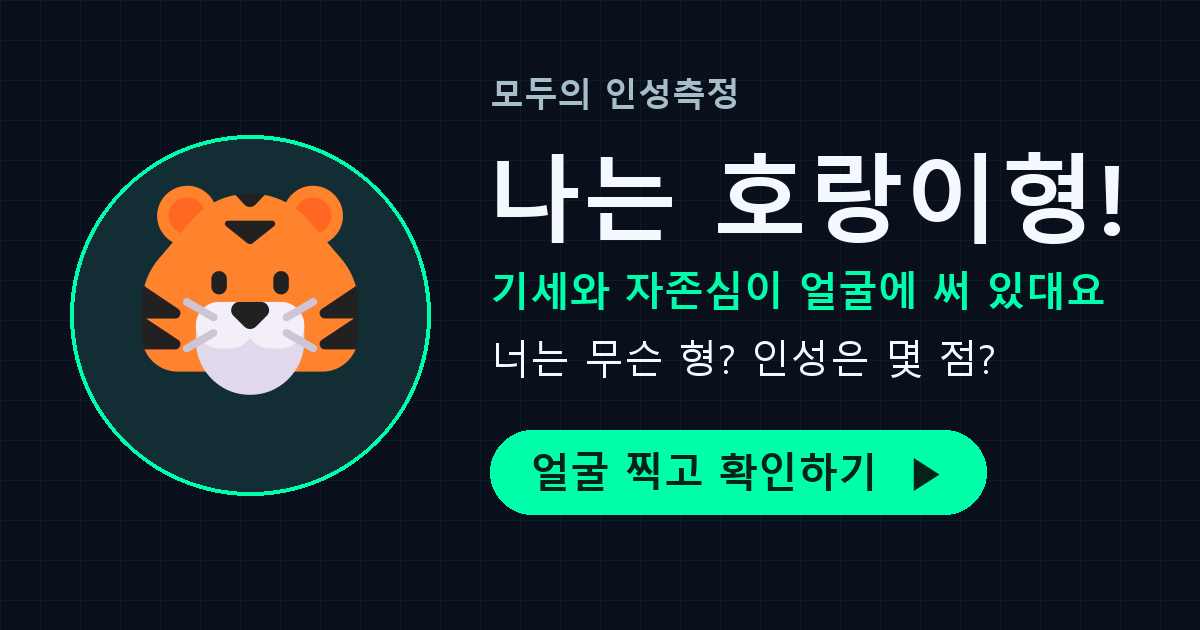 모두의 인성측정
나는 호랑이형!
기세와 자존심이 얼굴에 써 있대요
너는 무슨 형? 인성은 몇 점?
얼굴 찍고 확인하기 ▶